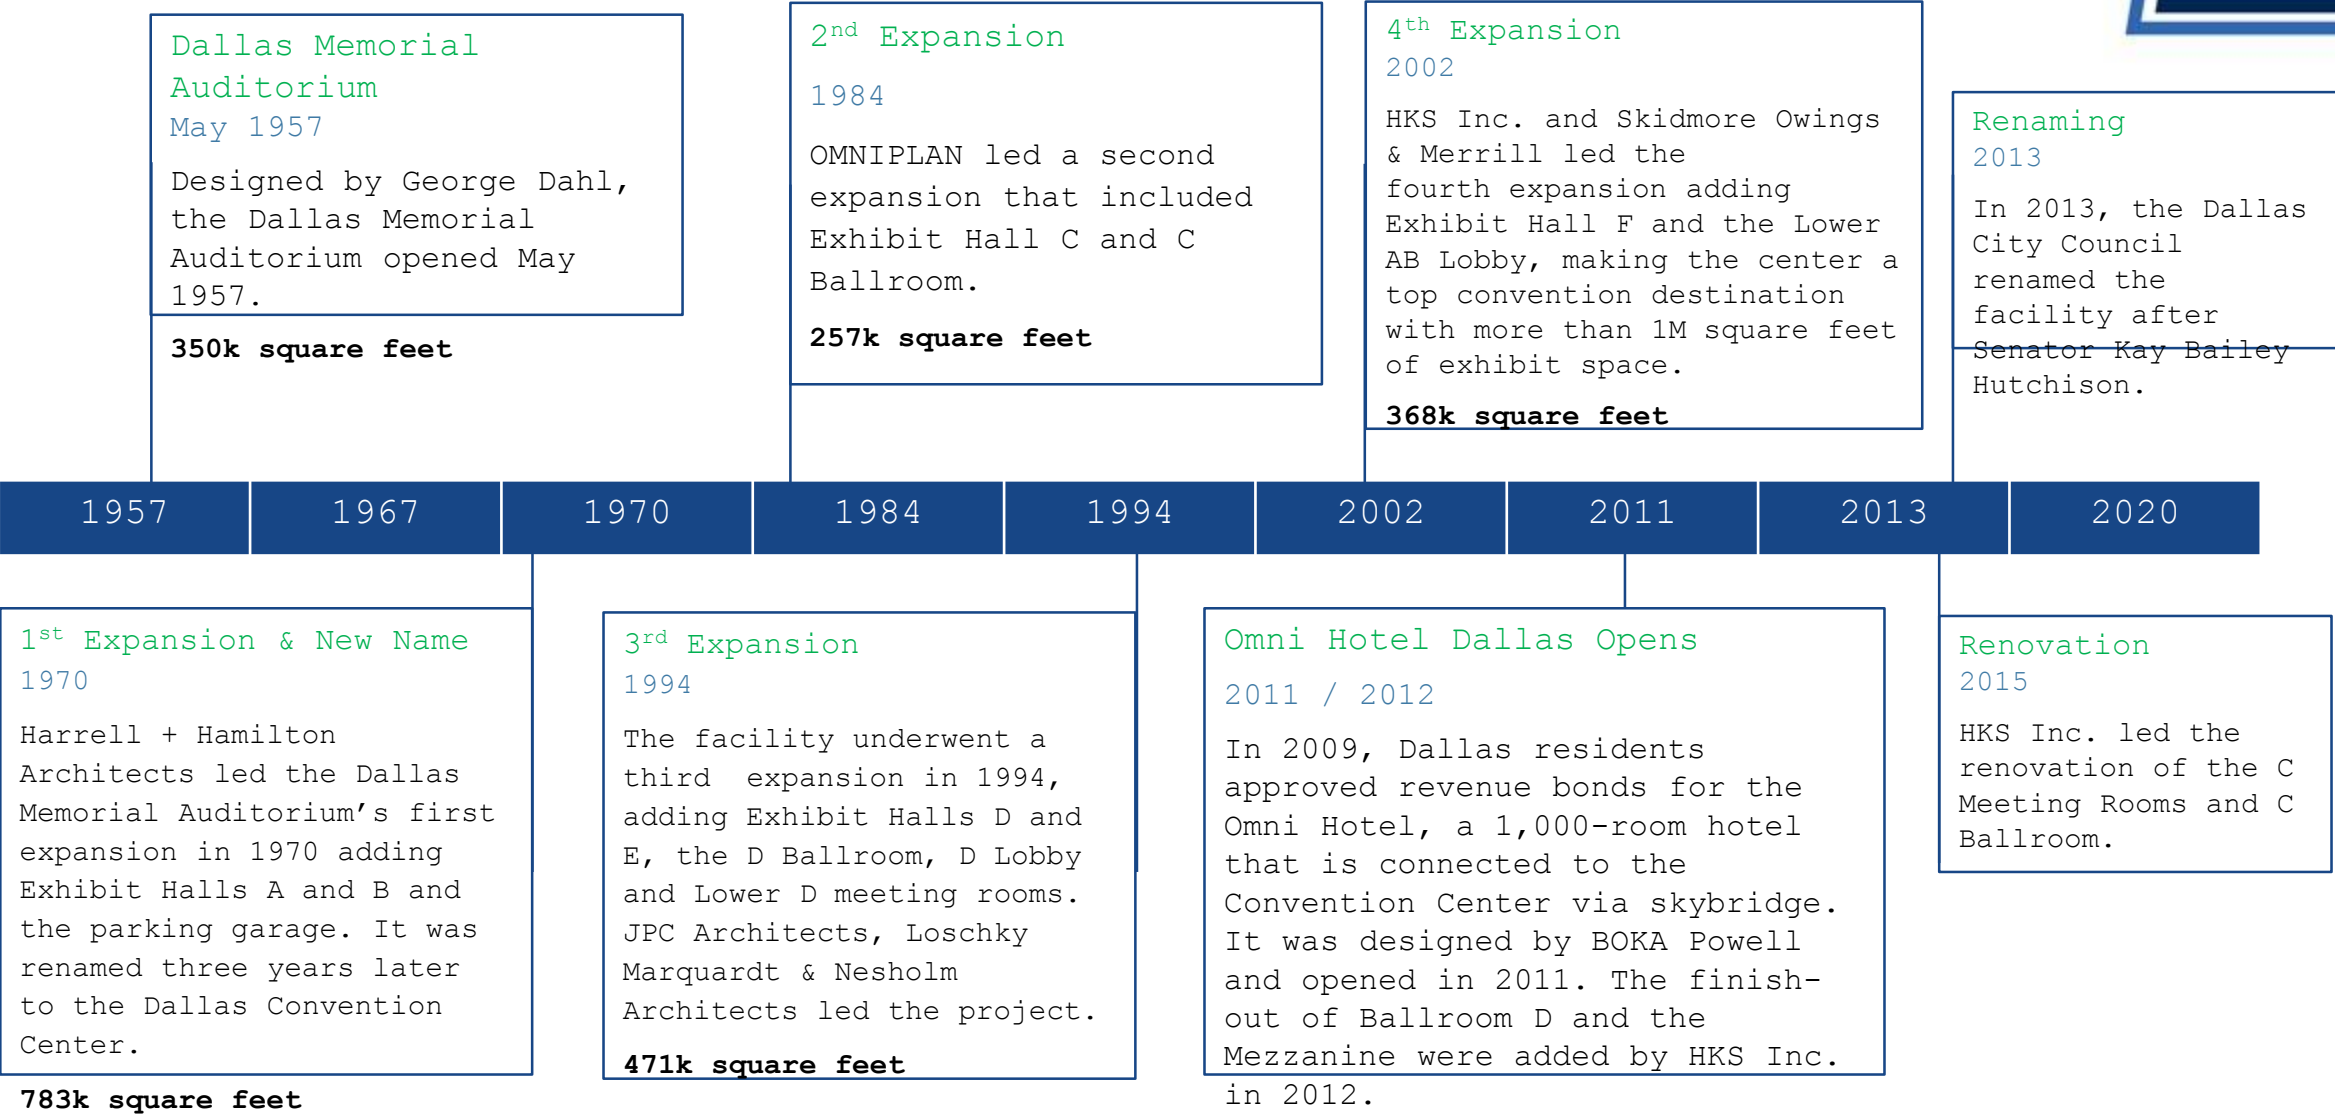 Dallas Memorial
Auditorium
May 1957
Designed by George Dahl,
the Dallas Memorial
Auditorium opened May
1957.
350k square feet
2nd Expansion
1984
OMNIPLAN led a second
expansion that included
Exhibit Hall C and C
Ballroom.
257k square feet
4th Expansion
2002
HKS Inc. and Skidmore Owings
& Merrill led the
fourth expansion adding
Exhibit Hall F and the Lower
AB Lobby, making the center a
top convention destination
with more than 1M square feet
of exhibit space.
368k square feet
Renaming
2013
In 2013, the Dallas
City Council
renamed the
facility after
Senator Kay Bailey
Hutchison.
1957 1967 1970 1984 1994 2002 2011 2013 2020
1st Expansion & New Name
1970
Harrell + Hamilton
Architects led the Dallas
Memorial Auditorium’s first
expansion in 1970 adding
Exhibit Halls A and B and
the parking garage. It was
renamed three years later
to the Dallas Convention
Center.
783k square feet
3rd Expansion
1994
The facility underwent a
third  expansion in 1994,
adding Exhibit Halls D and
E, the D Ballroom, D Lobby
and Lower D meeting rooms.
JPC Architects, Loschky
Marquardt & Nesholm
Architects led the project.
471k square feet
Omni Hotel Dallas Opens
2011 / 2012
In 2009, Dallas residents
approved revenue bonds for the
Omni Hotel, a 1,000-room hotel
that is connected to the
Convention Center via skybridge.
It was designed by BOKA Powell
and opened in 2011. The finish-
out of Ballroom D and the
Mezzanine were added by HKS Inc.
in 2012.
Renovation
2015
HKS Inc. led the
renovation of the C
Meeting Rooms and C
Ballroom.